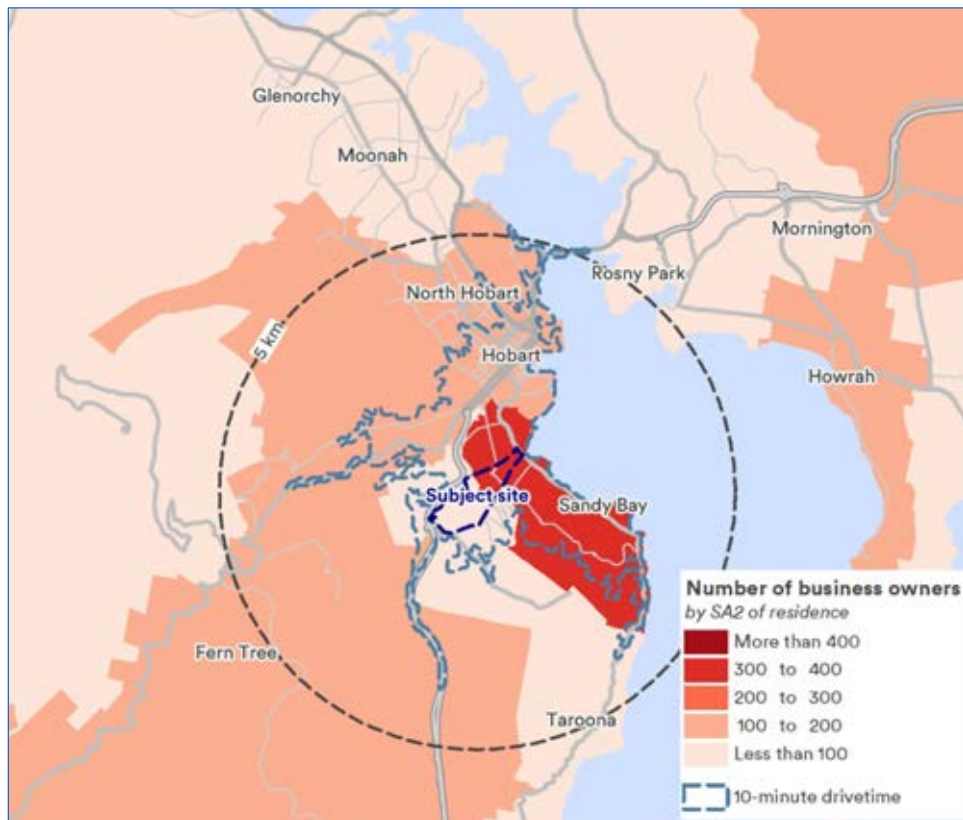 Glenorchy
Moonah
Mornington
Rosny Park
North Hobart
5 km
Hobart
Howrah
Subject site
Sandy Bay
Fern Tree
Taroona
Number of business owners
by SA2 of residence
More than 400
300 to 400
200 to 300
100 to 200
Less than 100
10-minute drivetime